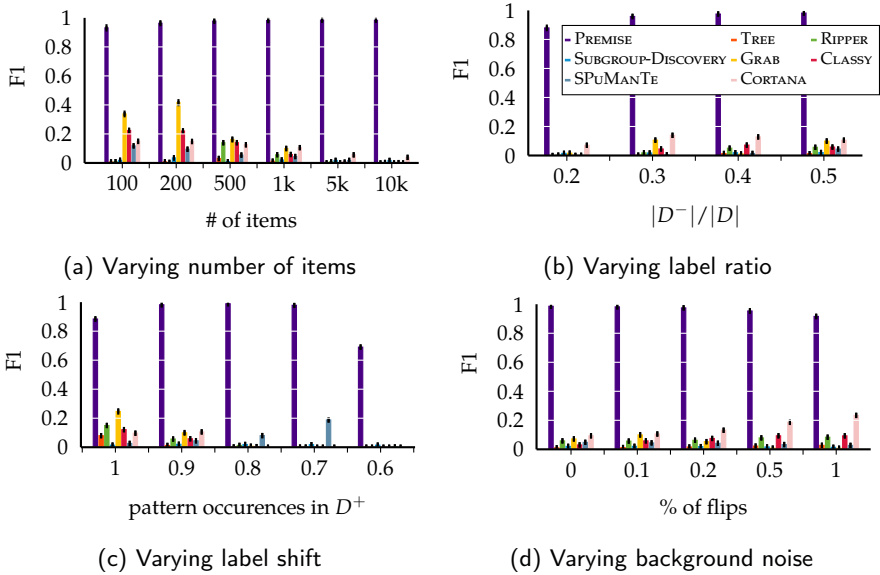 1
0.8
0.6
0.4
0.2
0
F1
100 200 500 1k 5k 10k
# of items
(a) Varying number of items
1
0.8
0.6
0.4
0.2
0
F1
Premise
Subgroup-Discovery
SPuManTe
Tree
Grab
Cortana
Ripper
Classy
0.2 0.3 0.4 0.5
|D⁻|/|D|
(b) Varying label ratio
1
0.8
0.6
0.4
0.2
0
F1
1 0.9 0.8 0.7 0.6
pattern occurences in D⁺
(c) Varying label shift
1
0.8
0.6
0.4
0.2
0
F1
0 0.1 0.2 0.5 1
% of flips
(d) Varying background noise